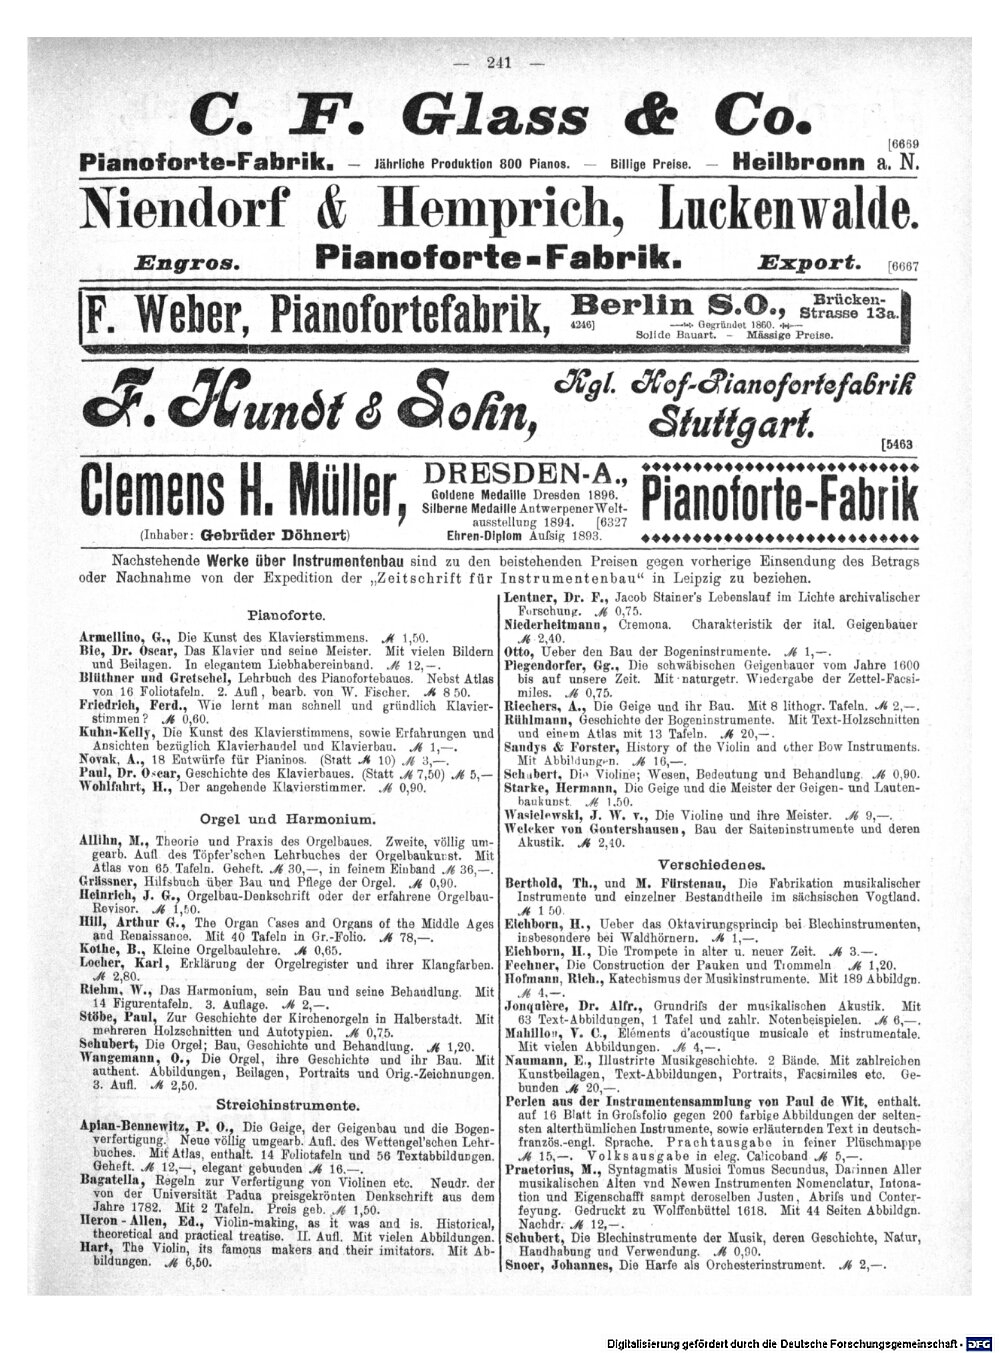 — 241 —
C. F. Glass & Co.
[6669
Pianoforte-Fabrik. — Jährliche Produktion 800 Pianos. — Billige Preise. — Heilbronn a. N.
Niendorf & Hemprich, Luckenwalde.
Engros. Pianoforte-Fabrik. Export. [6667
F. Weber, Pianofortefabrik, Berlin S.O., Brücken-
Strasse 13a.
4246] Gegründet 1860.
Solide Bauart. – Mässige Preise.
F. Hundt & Sohn, Kgl. Hof-Pianofortefabrik
Stuttgart.
[5463
Clemens H. Müller, DRESDEN-A., Pianoforte-Fabrik
Goldene Medaille Dresden 1896.
Silberne Medaille Antwerpener Welt-
ausstellung 1894. [6327
(Inhaber: Gebrüder Döhnert) Ehren-Diplom Aufsig 1893.
Nachstehende Werke über Instrumentenbau sind zu den beistehenden Preisen gegen vorherige Einsendung des Betrags
oder Nachnahme von der Expedition der „Zeitschrift für Instrumentenbau“ in Leipzig zu beziehen.
Pianoforte.
Armellino, G., Die Kunst des Klavierstimmens. ℳ 1,50.
Bie, Dr. Oscar, Das Klavier und seine Meister. Mit vielen Bildern
und Beilagen. In elegantem Liebhabereinband. ℳ 12,—.
Blüthner und Gretschel, Lehrbuch des Pianofortebaues. Nebst Atlas
von 16 Foliotafeln. 2. Aufl, bearb. von W. Fischer. ℳ 8 50.
Friedrich, Ferd., Wie lernt man schnell und gründlich Klavier-
stimmen? ℳ 0,60.
Kuhn-Kelly, Die Kunst des Klavierstimmens, sowie Erfahrungen und
Ansichten bezüglich Klavierhandel und Klavierbau. ℳ 1,—.
Novak, A., 18 Entwürfe für Pianinos. (Statt ℳ 10) ℳ 3,—.
Paul, Dr. Oscar, Geschichte des Klavierbaues. (Statt ℳ 7,50) ℳ 5,—
Wohlfahrt, H., Der angehende Klavierstimmer. ℳ 0,90.
Orgel und Harmonium.
Allihn, M., Theorie und Praxis des Orgelbaues. Zweite, völlig um-
gearb. Aufl des Töpfer'schen Lehrbuches der Orgelbaukunst. Mit
Atlas von 65 Tafeln. Geheft. ℳ 30,—, in feinem Einband ℳ 36,—.
Grässner, Hilfsbuch über Bau und Pflege der Orgel. ℳ 0,90.
Heinrich, J. G., Orgelbau-Denkschrift oder der erfahrene Orgelbau-
Revisor. ℳ 1,50.
Hill, Arthur G., The Organ Cases and Organs of the Middle Ages
and Renaissance. Mit 40 Tafeln in Gr.-Folio. ℳ 78,—.
Kothe, B., Kleine Orgelbaulehre. ℳ 0,65.
Locher, Karl, Erklärung der Orgelregister und ihrer Klangfarben.
ℳ 2,80.
Riehm, W., Das Harmonium, sein Bau und seine Behandlung. Mit
14 Figurentafeln. 3. Auflage. ℳ 2,—.
Stöbe, Paul, Zur Geschichte der Kirchenorgeln in Halberstadt. Mit
mehreren Holzschnitten und Autotypien. ℳ 0,75.
Schubert, Die Orgel; Bau, Geschichte und Behandlung. ℳ 1,20.
Wangemann, O., Die Orgel, ihre Geschichte und ihr Bau. Mit
authent. Abbildungen, Beilagen, Portraits und Orig.-Zeichnungen.
3. Aufl. ℳ 2,50.
Streichinstrumente.
Apian-Bennewitz, P. O., Die Geige, der Geigenbau und die Bogen-
verfertigung. Neue völlig umgearb. Aufl. des Wettengel'schen Lehr-
buches. Mit Atlas, enthalt. 14 Foliotafeln und 56 Textabbildungen.
Geheft. ℳ 12,—, elegant gebunden ℳ 16,—.
Bagatella, Regeln zur Verfertigung von Violinen etc. Neudr. der
von der Universität Padua preisgekrönten Denkschrift aus dem
Jahre 1782. Mit 2 Tafeln. Preis geb. ℳ 1,50.
Heron-Allen, Ed., Violin-making, as it was and is. Historical,
theoretical and practical treatise. II. Aufl. Mit vielen Abbildungen.
Hart, The Violin, its famous makers and their imitators. Mit Ab-
bildungen. ℳ 6,50.
Lentner, Dr. F., Jacob Stainer's Lebenslauf im Lichte archivalischer
Forschung. ℳ 0,75.
Niederheitmann, Cremona. Charakteristik der ital. Geigenbauer
ℳ 2,40.
Otto, Ueber den Bau der Bogeninstrumente. ℳ 1,—.
Piegendorfer, Gg., Die schwäbischen Geigenbauer vom Jahre 1600
bis auf unsere Zeit. Mit naturgetr. Wiedergabe der Zettel-Facsi-
miles. ℳ 0,75.
Riechers, A., Die Geige und ihr Bau. Mit 8 lithogr. Tafeln. ℳ 2,—.
Rühlmann, Geschichte der Bogeninstrumente. Mit Text-Holzschnitten
und einem Atlas mit 13 Tafeln. ℳ 20,—.
Sandys & Forster, History of the Violin and other Bow Instruments.
Mit Abbildungen. ℳ 16,—.
Schubert, Die Violine; Wesen, Bedeutung und Behandlung. ℳ 0,90.
Starke, Hermann, Die Geige und die Meister der Geigen- und Lauten-
baukunst. ℳ 1.50.
Wasielewski, J. W. v., Die Violine und ihre Meister. ℳ 9,—.
Welcker von Gontershausen, Bau der Saiteninstrumente und deren
Akustik. ℳ 2,40.
Verschiedenes.
Berthold, Th., und M. Fürstenau, Die Fabrikation musikalischer
Instrumente und einzelner Bestandtheile im sächsischen Vogtland.
ℳ 1 50.
Eichborn, H., Ueber das Oktavirungsprincip bei Blechinstrumenten,
insbesondere bei Waldhörnern. ℳ 1,—.
Eichborn, H., Die Trompete in alter u. neuer Zeit. ℳ 3.—.
Fechner, Die Construction der Pauken und Trommeln ℳ 1,20.
Hofmann, Rich., Katechismus der Musikinstrumente. Mit 189 Abbildgn.
ℳ 4,—.
Jonquière, Dr. Alfr., Grundriſs der musikalischen Akustik. Mit
63 Text-Abbildungen, 1 Tafel und zahlr. Notenbeispielen. ℳ 6,—.
Mahillon, V. C., Eléments d'acoustique musicale et instrumentale.
Mit vielen Abbildungen. ℳ 4,—.
Naumann, E., Illustrirte Musikgeschichte. 2 Bände. Mit zahlreichen
Kunstbeilagen, Text-Abbildungen, Portraits, Facsimiles etc. Ge-
bunden ℳ 20,—.
Perlen aus der Instrumentensammlung von Paul de Wit, enthalt.
auf 16 Blatt in Groſsfolio gegen 200 farbige Abbildungen der selten-
sten alterthümlichen Instrumente, sowie erläuternden Text in deutsch-
französ.-engl. Sprache. Prachtausgabe in feiner Plüschmappe
ℳ 15,—. Volksausgabe in eleg. Calicoband ℳ 5,—.
Praetorius, M., Syntagmatis Musici Tomus Secundus, Darinnen Aller
musikalischen Alten vnd Newen Instrumenten Nomenclatur, Intona-
tion und Eigenschafft sampt deroselben Justen, Abriſs und Conter-
feyung. Gedruckt zu Wolffenbüttel 1618. Mit 44 Seiten Abbildgn.
Nachdr. ℳ 12,—.
Schubert, Die Blechinstrumente der Musik, deren Geschichte, Natur,
Handhabung und Verwendung. ℳ 0,90.
Snoer, Johannes, Die Harfe als Orchesterinstrument. ℳ 2,—.
Digitalisierung gefördert durch die Deutsche Forschungsgemeinschaft - DFG